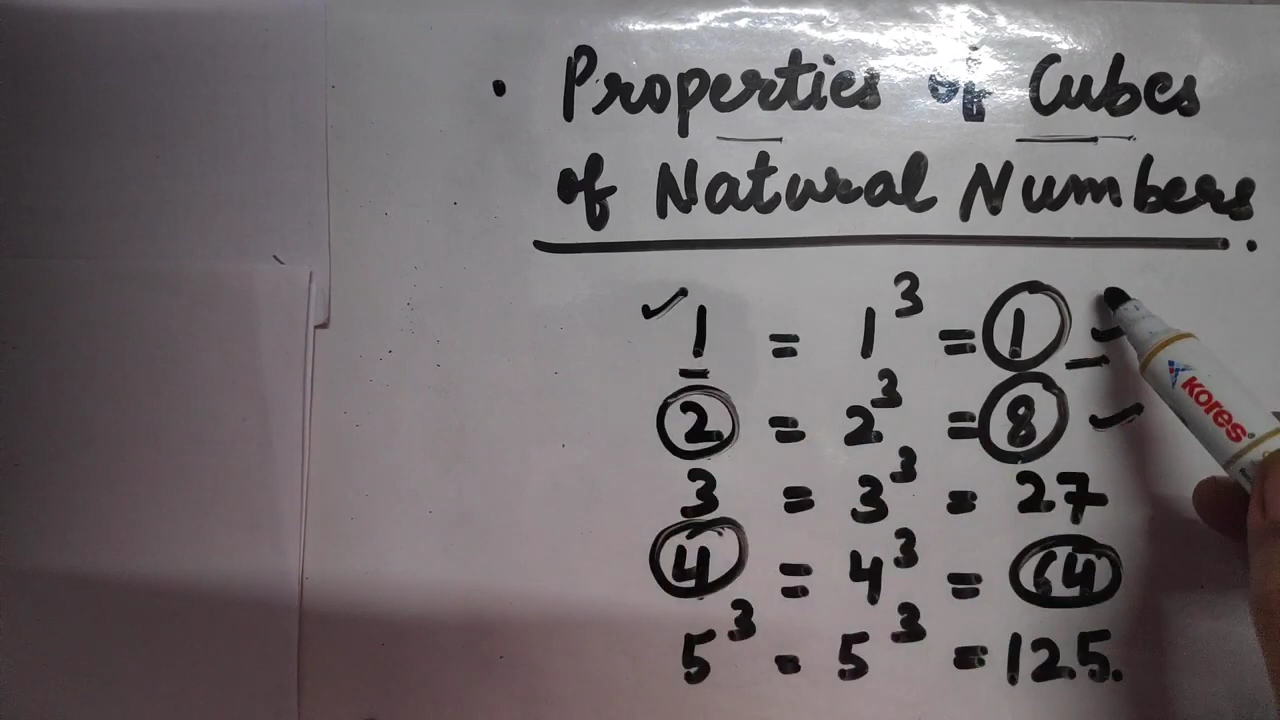 . Properties of Cubes
of Natural Numbers.
1 = 1³ = 1
2 = 2³ = 8
3 = 3³ = 27
4 = 4³ = 64
5³ = 5³ = 125.
Kores